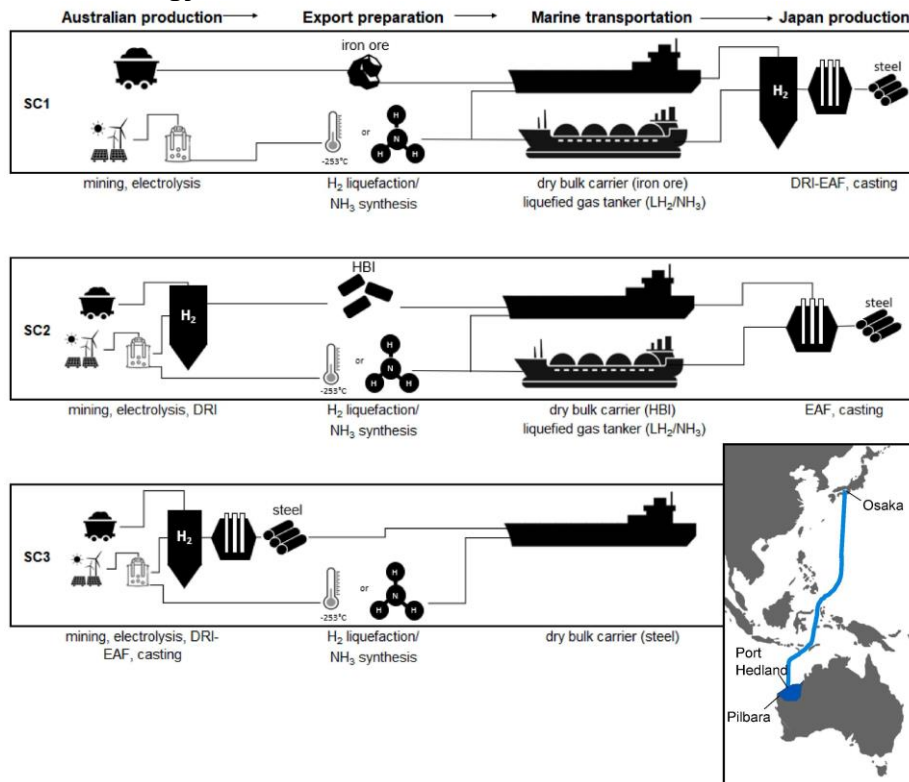 Australian production
Export preparation
Marine transportation
Japan production
iron ore
SC1
or
N
H
H
H
-253°C
H₂
steel
mining, electrolysis
H₂ liquefaction/
NH₃ synthesis
dry bulk carrier (iron ore)
liquefied gas tanker (LH₂/NH₃)
DRI-EAF, casting
HBI
SC2
H₂
or
H
N
H
H
-253°C
steel
mining, electrolysis, DRI
H₂ liquefaction/
NH₃ synthesis
dry bulk carrier (HBI)
liquefied gas tanker (LH₂/NH₃)
EAF, casting
SC3
H₂
steel
or
H
N
H
H
-253°C
mining, electrolysis, DRI-
EAF, casting
H₂ liquefaction/
NH₃ synthesis
dry bulk carrier (steel)
Osaka
Port
Hedland
Pilbara